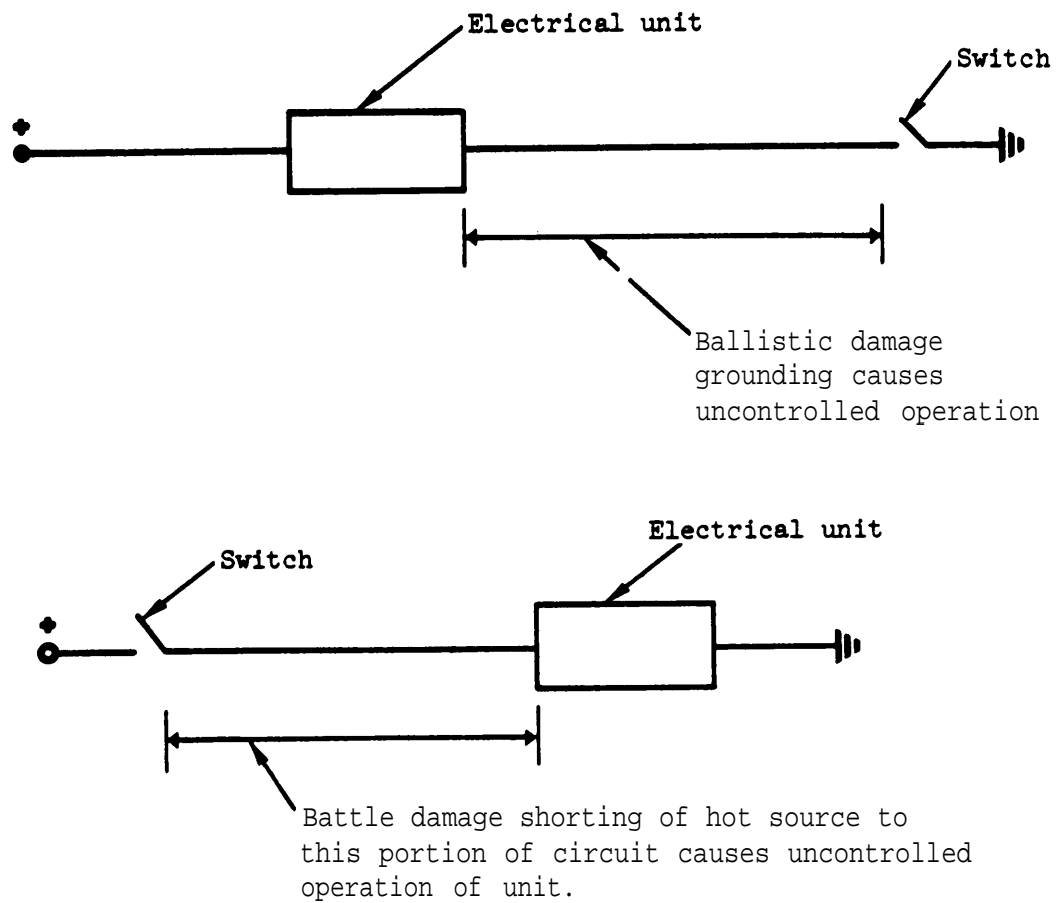 Electrical unit
Switch
+
Ballistic damage
grounding causes
uncontrolled operation
Electrical unit
Switch
+
Battle damage shorting of hot source to
this portion of circuit causes uncontrolled
operation of unit.